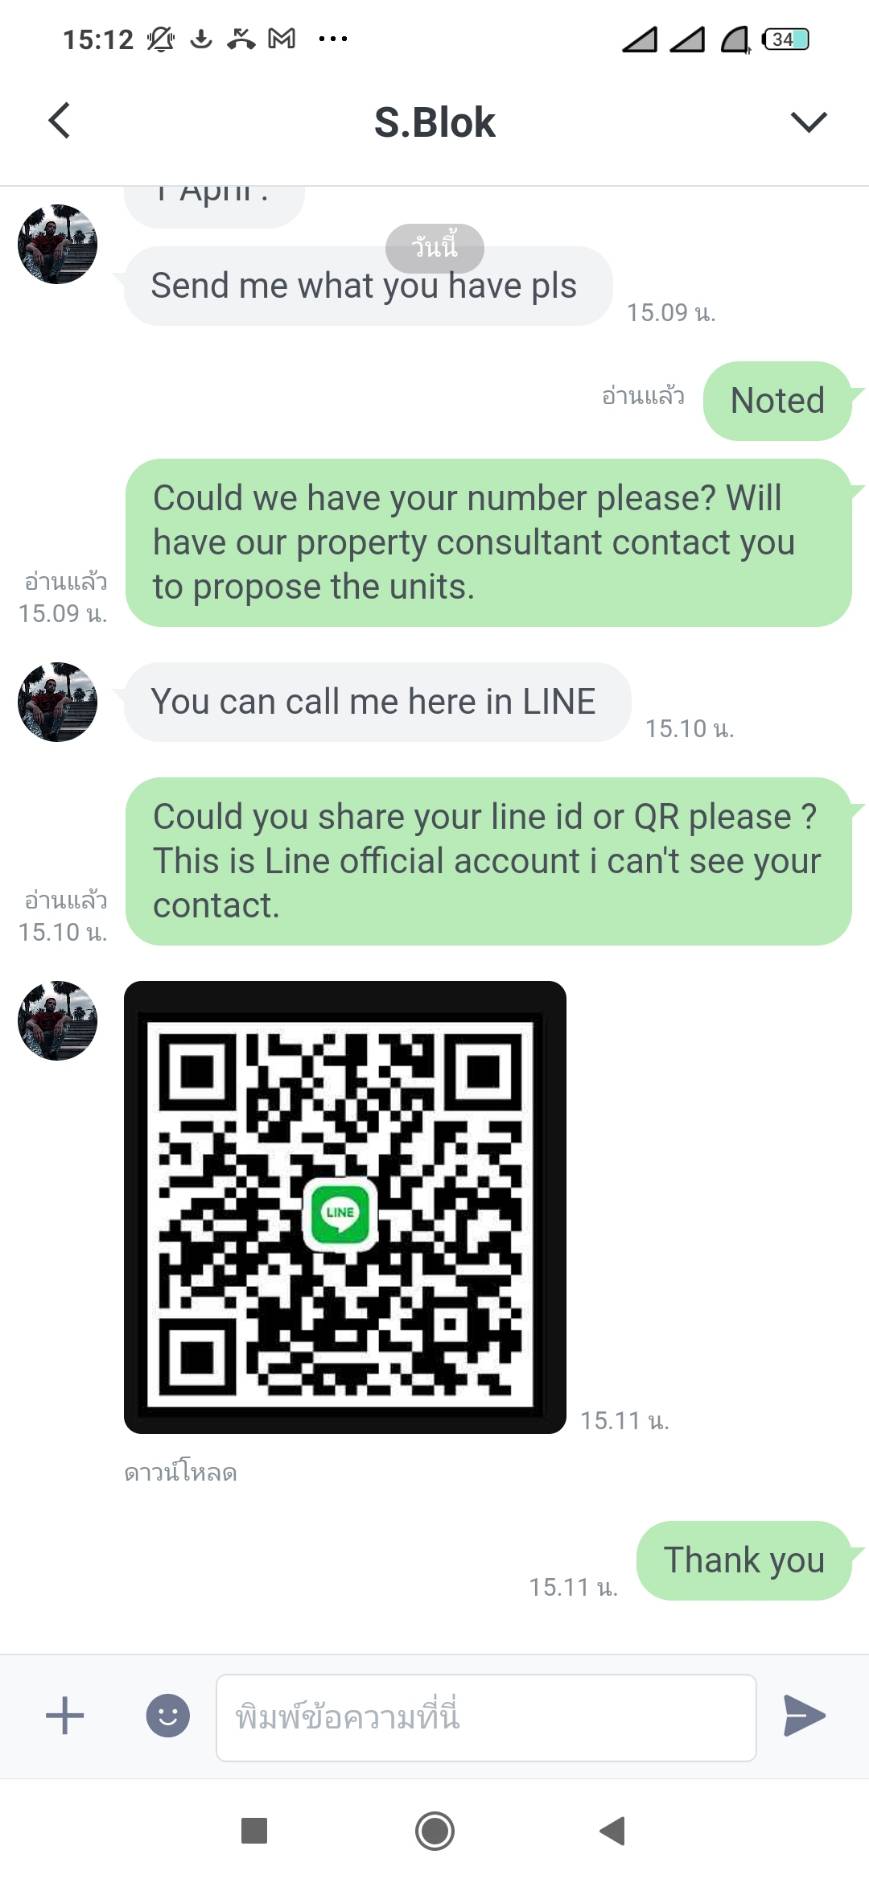 15:12
34
S.Blok
1 April .
วันนี้
Send me what you have pls
15.09 น.
อ่านแล้ว
Noted
Could we have your number please? Will
have our property consultant contact you
to propose the units.
อ่านแล้ว
15.09 น.
You can call me here in LINE
15.10 น.
Could you share your line id or QR please ?
This is Line official account i can't see your
contact.
อ่านแล้ว
15.10 น.
LINE
15.11 น.
ดาวน์โหลด
Thank you
15.11 น.
พิมพ์ข้อความที่นี่